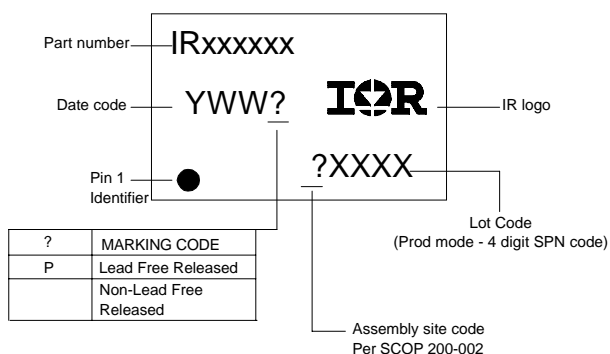 Part number
IRxxxxxx
Date code
YWW?
IOR
IR logo
Pin 1
Identifier
?XXXX
Lot Code
(Prod mode - 4 digit SPN code)
? MARKING CODE
P Lead Free Released
Non-Lead Free
Released
Assembly site code
Per SCOP 200-002